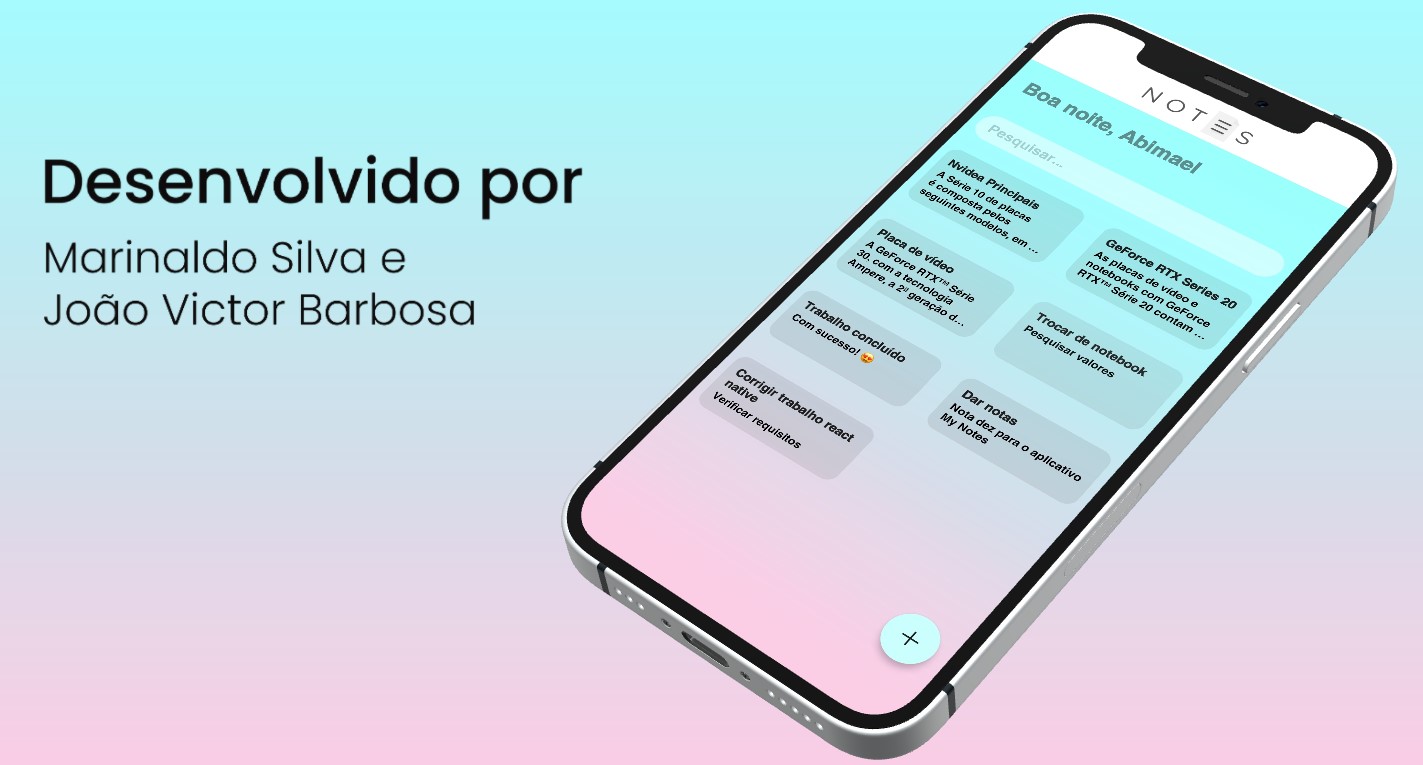 Desenvolvido por
Marinaldo Silva e
João Victor Barbosa
NOTES
Boa noite, Abimael
Pesquisar...
Nvidea Principais
A Série 10 de placas
é composta pelos
seguintes modelos, em ...
GeForce RTX Series 20
As placas de vídeo e
notebooks com GeForce
RTX™ Série 20 contam ...
Placa de vídeo
A GeForce RTX™ Série
30, com a tecnologia
Ampere, a 2ª geração d...
Trocar de notebook
Pesquisar valores
Trabalho concluído
Com sucesso! 😍
Dar notas
Nota dez para o aplicativo
My Notes
Corrigir trabalho react
native
Verificar requisitos
+